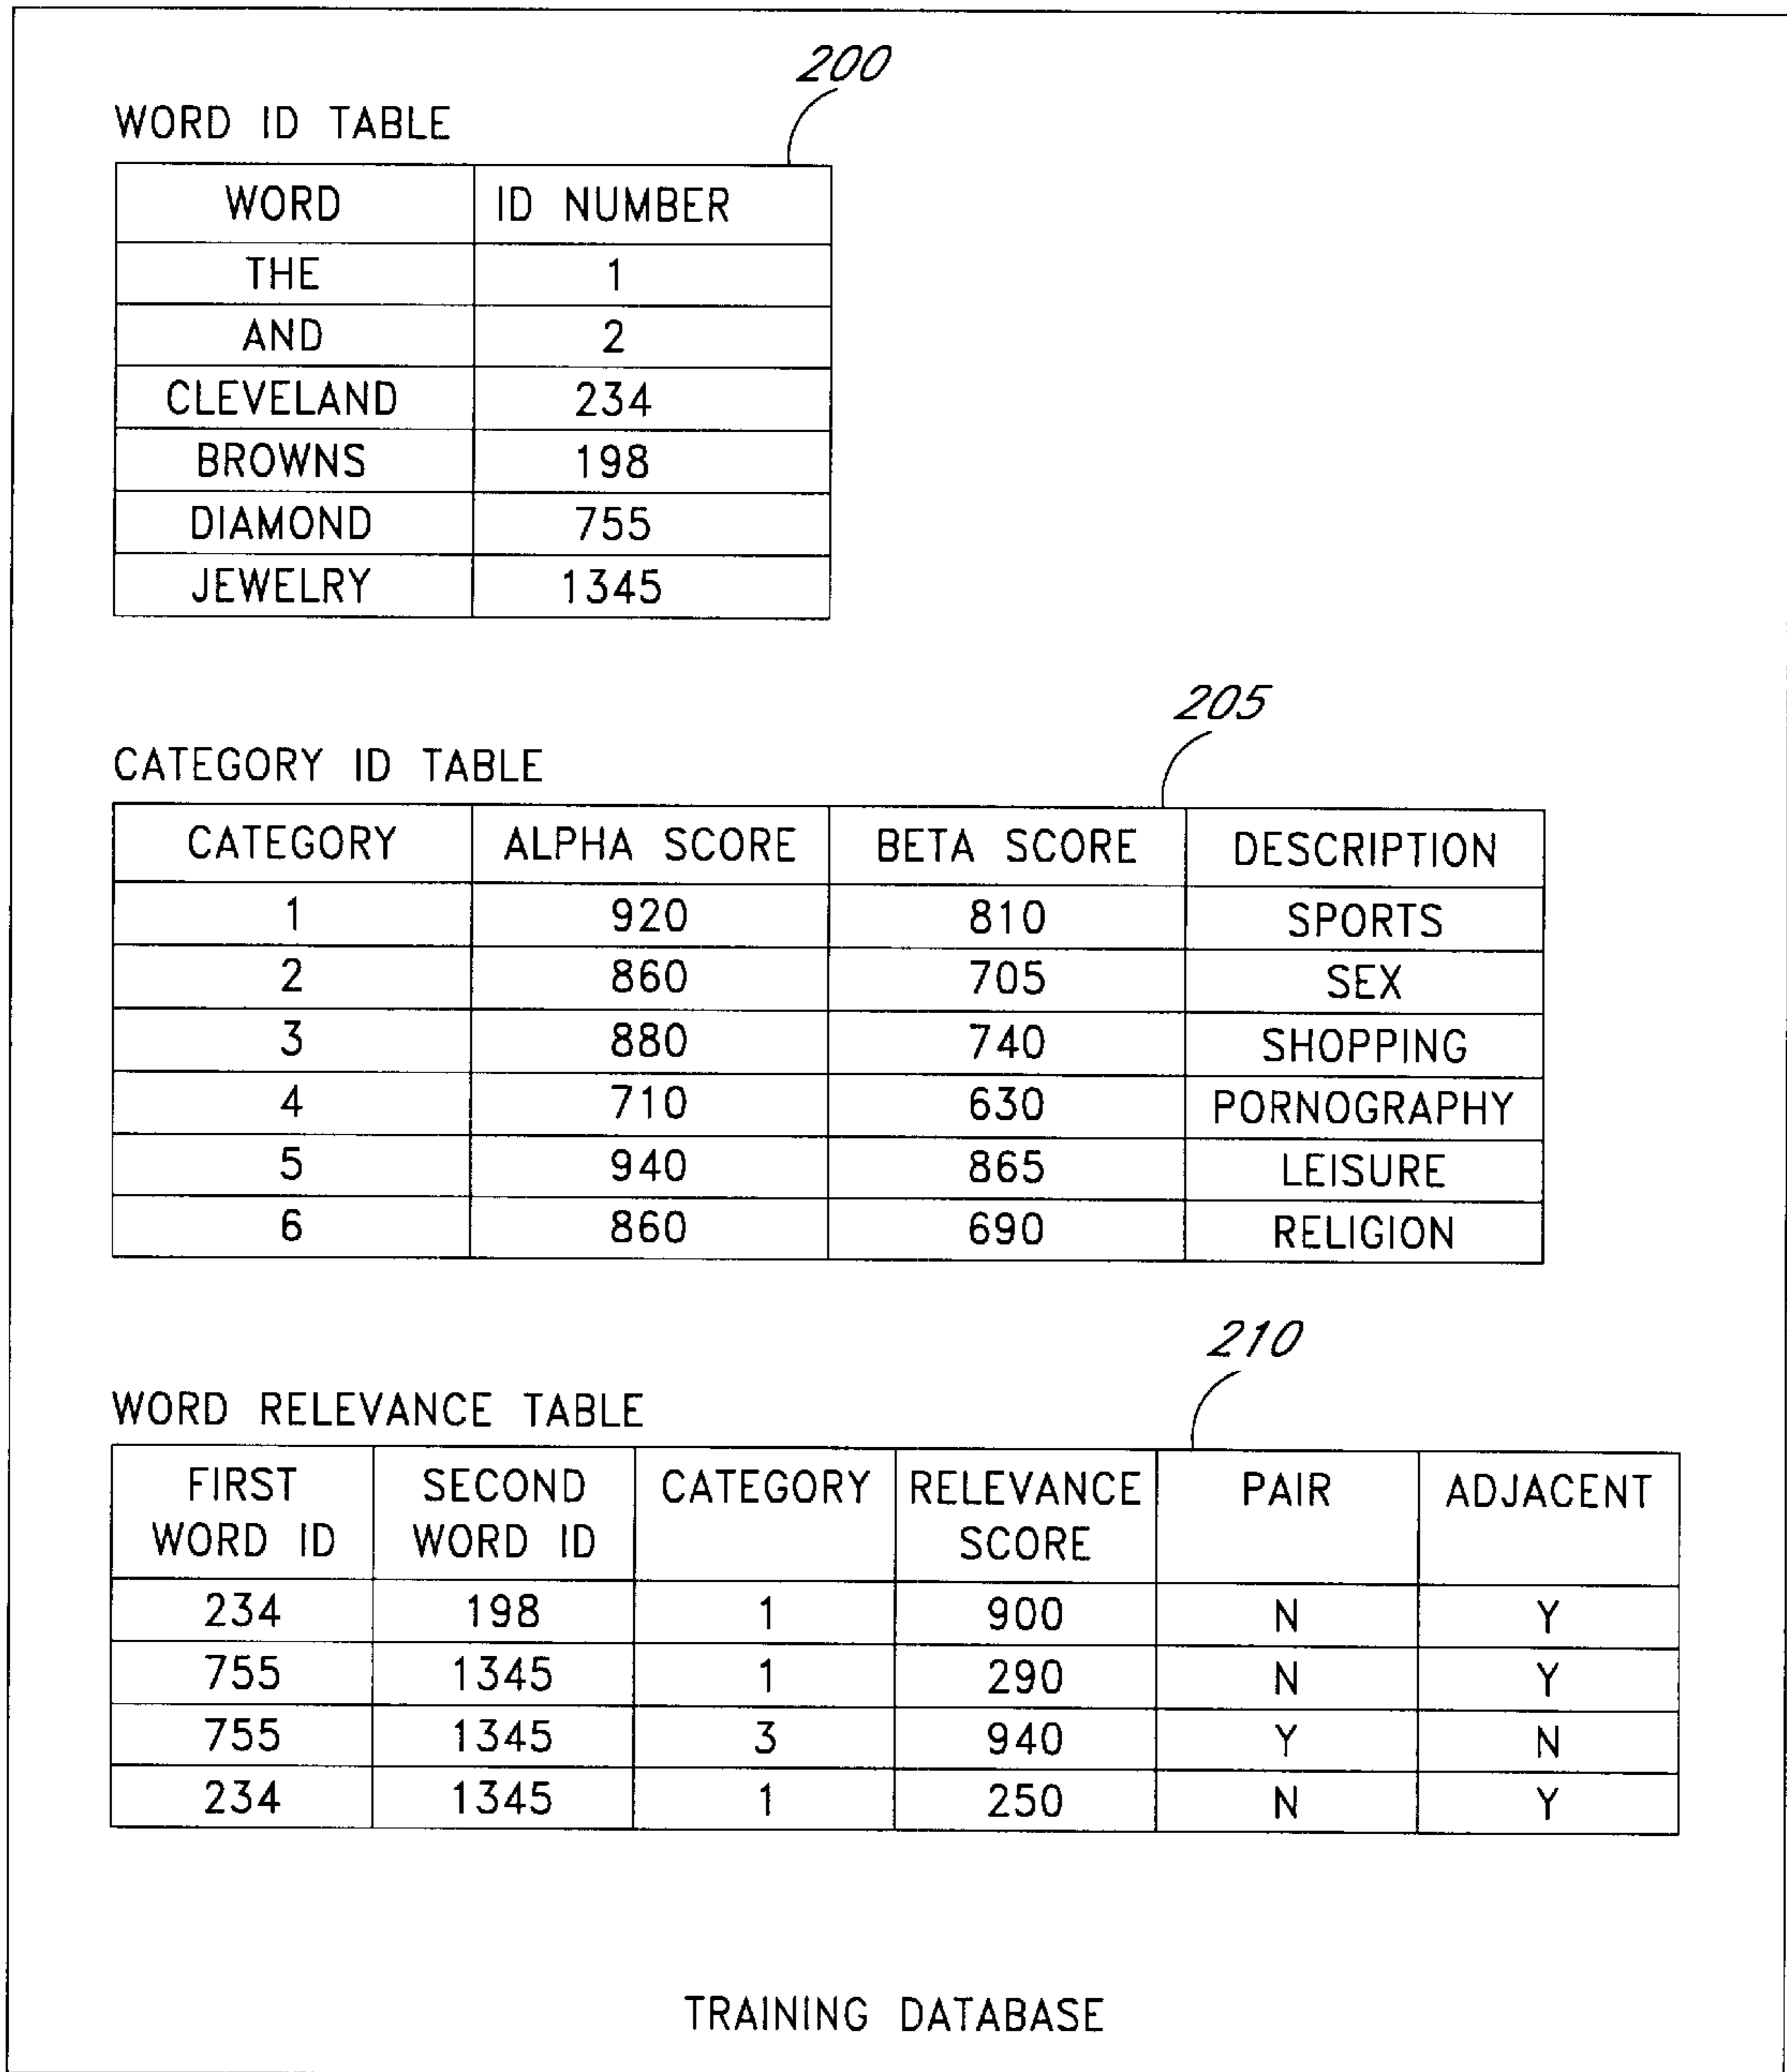 200
WORD ID TABLE
WORD ID NUMBER
THE 1
AND 2
CLEVELAND 234
BROWNS 198
DIAMOND 755
JEWELRY 1345
205
CATEGORY ID TABLE
CATEGORY ALPHA SCORE BETA SCORE DESCRIPTION
1 920 810 SPORTS
2 860 705 SEX
3 880 740 SHOPPING
4 710 630 PORNOGRAPHY
5 940 865 LEISURE
6 860 690 RELIGION
210
WORD RELEVANCE TABLE
FIRST SECOND CATEGORY RELEVANCE PAIR ADJACENT
WORD ID WORD ID SCORE
234 198 1 900 N Y
755 1345 1 290 N Y
755 1345 3 940 Y N
234 1345 1 250 N Y
TRAINING DATABASE